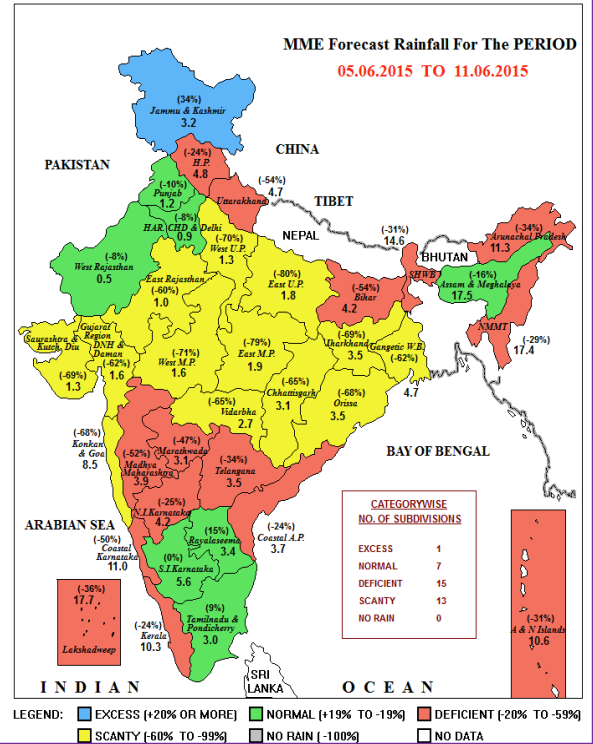 MME Forecast Rainfall For The PERIOD
05.06.2015 TO 11.06.2015
(34%)
Jammu & Kashmir
3.2
CHINA
PAKISTAN
(-24%)
H.P.
4.8
(-54%)
4.7
Uttarakhand
TIBET
(-10%)
Punjab
1.2
(-8%)
HAR. CHD & Delhi
0.9
NEPAL
(-31%)
14.6
BHUTAN
(-34%)
Arunachal Pradesh
11.3
(-70%)
West U.P.
1.3
(-8%)
West Rajasthan
0.5
East Rajasthan
(-60%)
1.0
(-80%)
East U.P.
1.8
(-54%)
Bihar
4.2
SHWB
(-16%)
Assam & Meghalaya
17.5
NMMT
(-29%)
17.4
Saurashtra &
Kutch, Diu
(-69%)
1.3
Gujarat
Region
DNH &
Daman
(-62%)
1.6
(-71%)
West M.P.
1.6
(-79%)
East M.P.
1.9
(-69%)
Jharkhand
3.5
Gangetic W.B.
(-62%)
4.7
(-65%)
Chhattisgarh
3.1
(-68%)
Orissa
3.5
(-65%)
Vidarbha
2.7
(-68%)
Konkan
& Goa
8.5
(-52%)
Madhya
Maharashtra
3.9
(-47%)
Marathwada
3.1
(-34%)
Telangana
3.5
BAY OF BENGAL
(-25%)
N.I.Karnataka
4.2
ARABIAN SEA
(-50%)
Coastal
Karnataka
11.0
(15%)
Rayalaseema
3.4
(-24%)
Coastal A.P.
3.7
(0%)
S.I.Karnataka
5.6
(-36%)
17.7
Lakshadweep
(-24%)
Kerala
10.3
(9%)
Tamilnadu &
Pondicherry
3.0
CATEGORYWISE
NO. OF SUBDIVISIONS
EXCESS 1
NORMAL 7
DEFICIENT 15
SCANTY 13
NO RAIN 0
(-31%)
A & N Islands
10.6
SRI
LANKA
INDIAN OCEAN
LEGEND: EXCESS (+20% OR MORE) NORMAL (+19% TO -19%) DEFICIENT (-20% TO -59%)
SCANTY (-60% TO -99%) NO RAIN (-100%) NO DATA